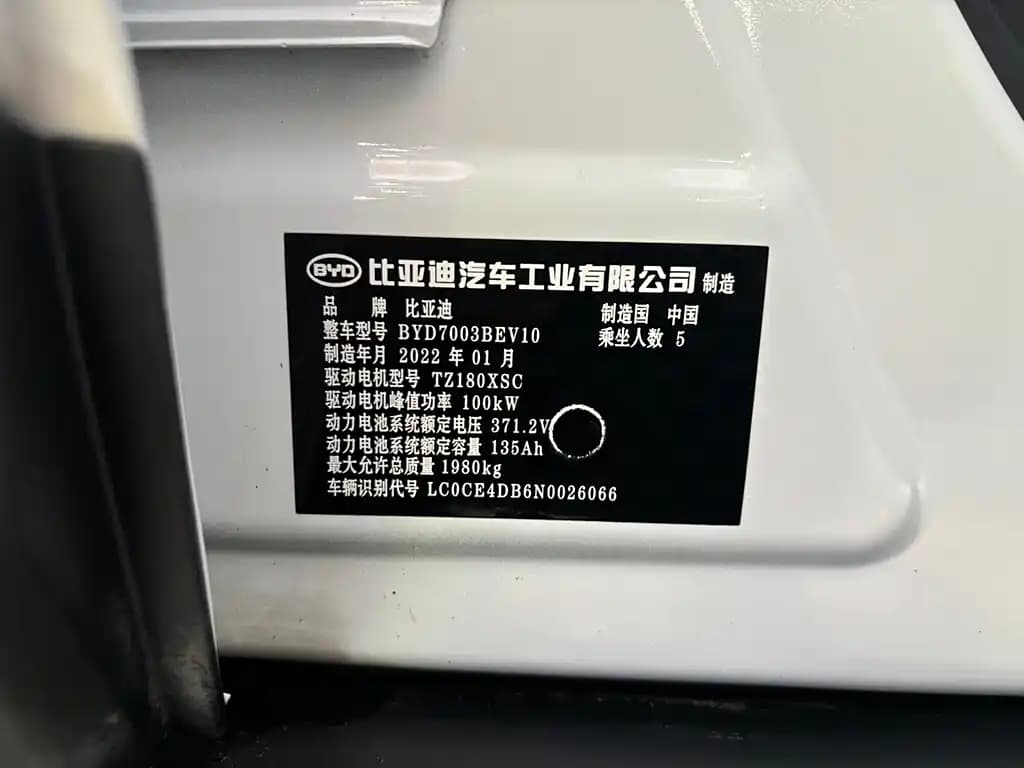 BYD 比亚迪汽车工业有限公司 制造
品 牌 比亚迪 制造国 中国
整车型号 BYD7003BEV10 乘坐人数 5
制造年月 2022 年 01 月
驱动电机型号 TZ180XSC
驱动电机峰值功率 100kW
动力电池系统额定电压 371.2V
动力电池系统额定容量 135Ah
最大允许总质量 1980kg
车辆识别代号 LC0CE4DB6N0026066